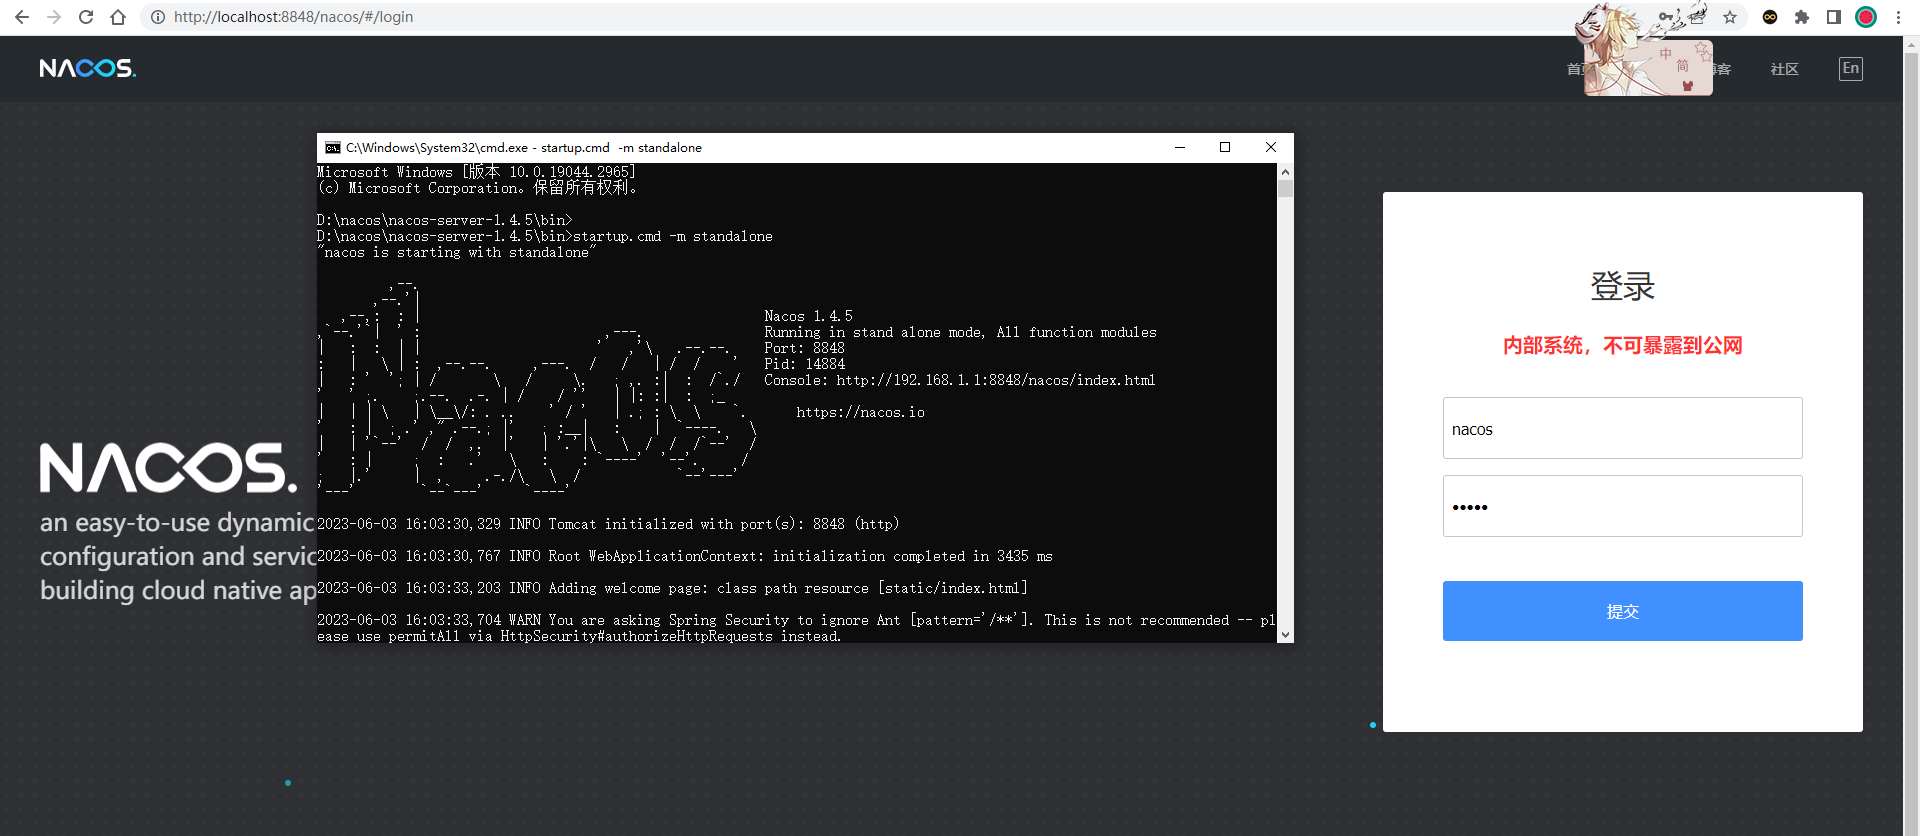 http://localhost:8848/nacos/#/login
NACOS.
社区
En
中
简
C:\Windows\System32\cmd.exe - startup.cmd  -m standalone
Microsoft Windows [版本 10.0.19044.2965]
(c) Microsoft Corporation。保留所有权利。
D:\nacos\nacos-server-1.4.5\bin>
D:\nacos\nacos-server-1.4.5\bin>startup.cmd -m standalone
"nacos is starting with standalone"
Nacos 1.4.5
Running in stand alone mode, All function modules
Port: 8848
Pid: 14884
Console: http://192.168.1.1:8848/nacos/index.html
https://nacos.io
2023-06-03 16:03:30,329 INFO Tomcat initialized with port(s): 8848 (http)
2023-06-03 16:03:30,767 INFO Root WebApplicationContext: initialization completed in 3435 ms
2023-06-03 16:03:33,203 INFO Adding welcome page: class path resource [static/index.html]
2023-06-03 16:03:33,704 WARN You are asking Spring Security to ignore Ant [pattern='/**']. This is not recommended -- pl
ease use permitAll via HttpSecurity#authorizeHttpRequests instead.
NACOS.
an easy-to-use dynamic
configuration and servic
building cloud native ap
登录
内部系统，不可暴露到公网
nacos
•••••
提交